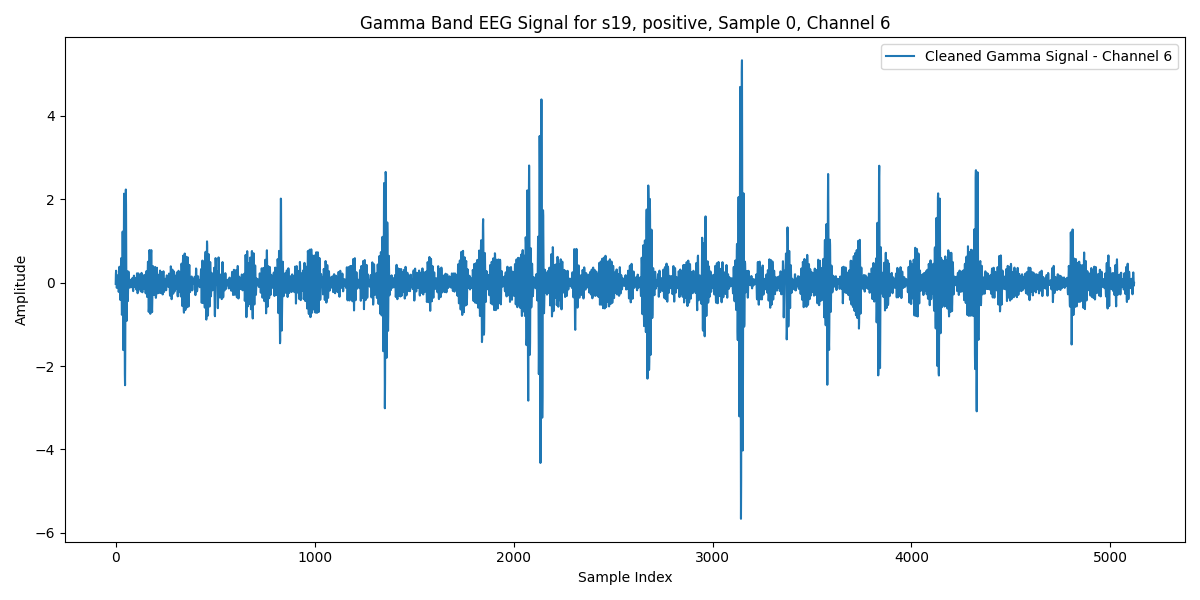 Gamma Band EEG Signal for s19, positive, Sample 0, Channel 6
Cleaned Gamma Signal - Channel 6
Amplitude
4
2
0
−2
−4
−6
0 1000 2000 3000 4000 5000
Sample Index